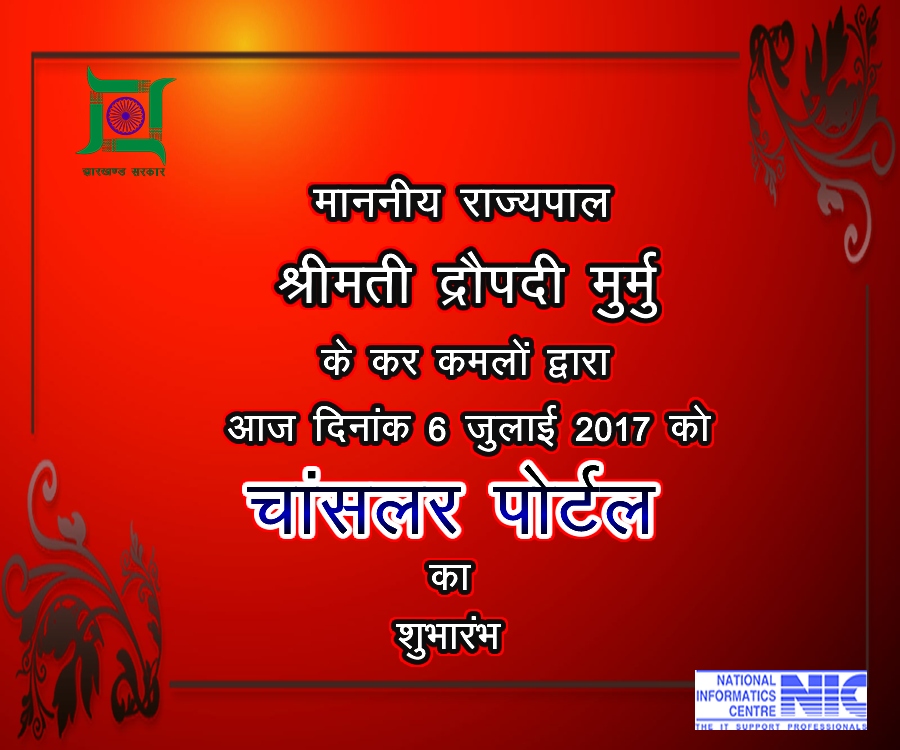 झारखण्ड सरकार
माननीय राज्यपाल
श्रीमती द्रौपदी मुर्मु
के कर कमलों द्वारा
आज दिनांक 6 जुलाई 2017 को
चांसलर पोर्टल
का
शुभारंभ
NATIONAL
INFORMATICS
CENTRE
NIC
THE IT SUPPORT PROFESSIONALS